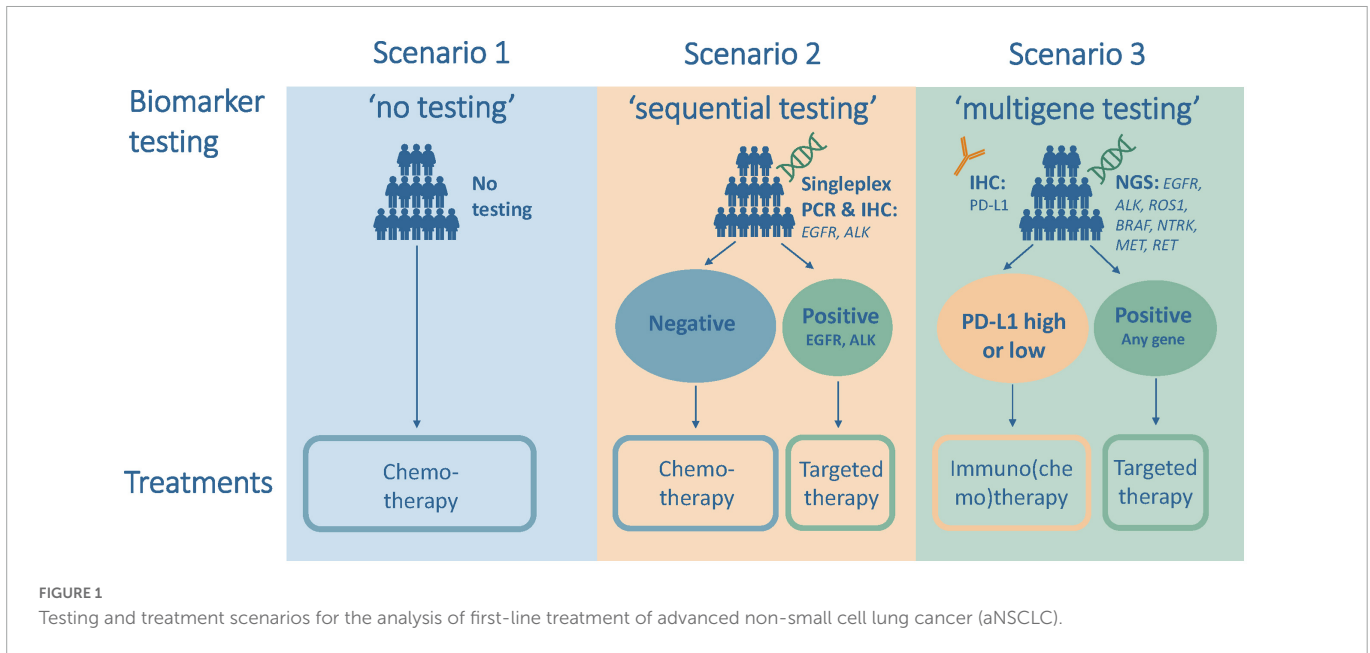 Scenario 1
Scenario 2
Scenario 3
Biomarker
testing
'no testing'
No
testing
'sequential testing'
Singleplex
PCR & IHC:
EGFR, ALK
'multigene testing'
IHC:
PD-L1
NGS: EGFR,
ALK, ROS1,
BRAF, NTRK,
MET, RET
Negative
Positive
EGFR, ALK
PD-L1 high
or low
Positive
Any gene
Treatments
Chemo-
therapy
Chemo-
therapy
Targeted
therapy
Immuno(che
mo)therapy
Targeted
therapy
FIGURE 1
Testing and treatment scenarios for the analysis of first-line treatment of advanced non-small cell lung cancer (aNSCLC).